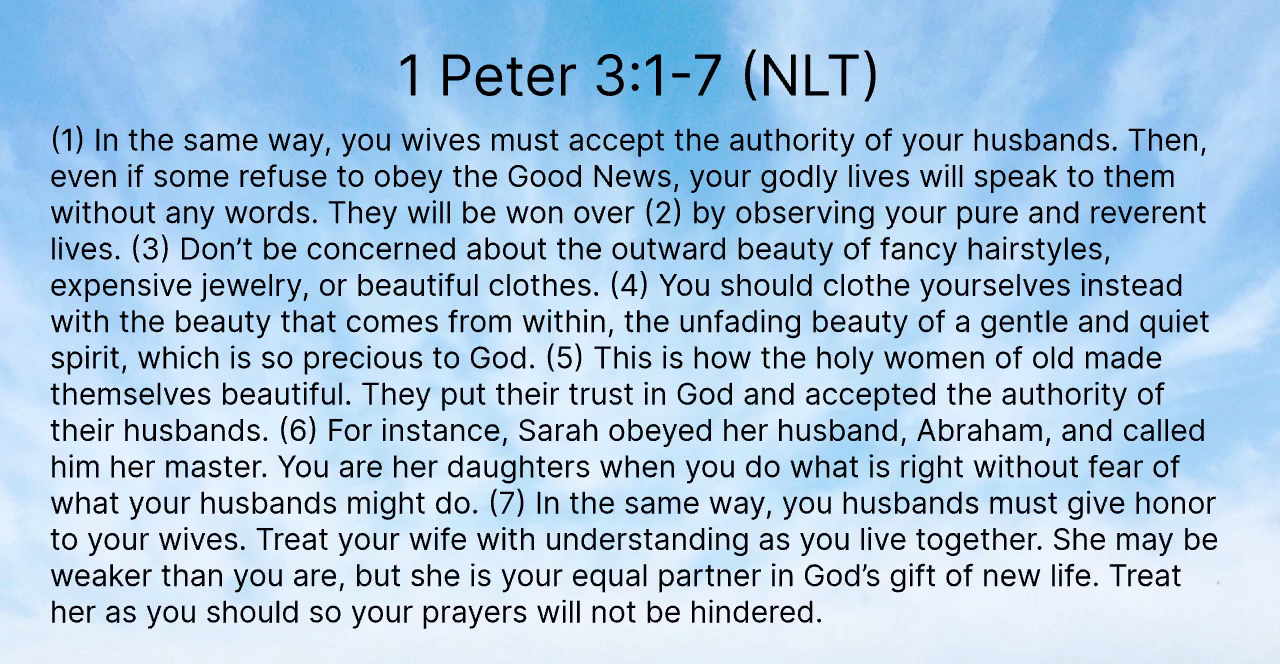 1 Peter 3:1-7 (NLT)
(1) In the same way, you wives must accept the authority of your husbands. Then,
even if some refuse to obey the Good News, your godly lives will speak to them
without any words. They will be won over (2) by observing your pure and reverent
lives. (3) Don’t be concerned about the outward beauty of fancy hairstyles,
expensive jewelry, or beautiful clothes. (4) You should clothe yourselves instead
with the beauty that comes from within, the unfading beauty of a gentle and quiet
spirit, which is so precious to God. (5) This is how the holy women of old made
themselves beautiful. They put their trust in God and accepted the authority of
their husbands. (6) For instance, Sarah obeyed her husband, Abraham, and called
him her master. You are her daughters when you do what is right without fear of
what your husbands might do. (7) In the same way, you husbands must give honor
to your wives. Treat your wife with understanding as you live together. She may be
weaker than you are, but she is your equal partner in God’s gift of new life. Treat
her as you should so your prayers will not be hindered.